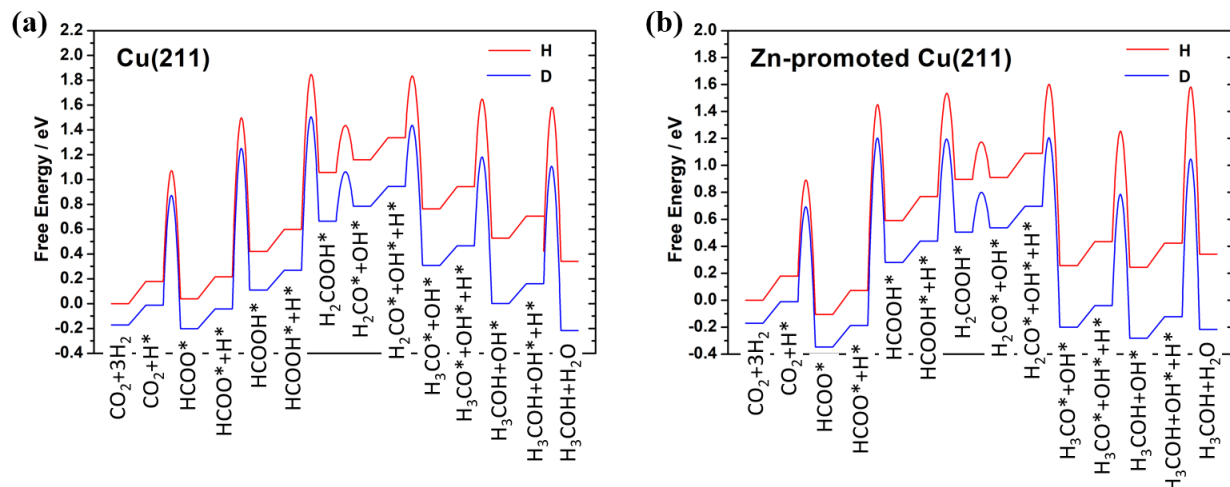 (a)
Cu(211)
H
D
Free Energy / eV
2.2
2.0
1.8
1.6
1.4
1.2
1.0
0.8
0.6
0.4
0.2
0.0
-0.2
-0.4
CO₂+3H₂
CO₂+H*
HCOO*
HCOO*+H*
HCOOH*
HCOOH*+H*
H₂COOH*
H₂CO*+OH*
H₂CO*+OH*+H*
H₃CO*+OH*
H₃CO*+OH*+H*
H₃COH+OH*
H₃COH+OH*+H*
H₃COH+H₂O
(b)
Zn-promoted Cu(211)
H
D
Free Energy / eV
2.0
1.8
1.6
1.4
1.2
1.0
0.8
0.6
0.4
0.2
0.0
-0.2
-0.4
CO₂+3H₂
CO₂+H*
HCOO*
HCOO*+H*
HCOOH*
HCOOH*+H*
H₂COOH*
H₂CO*+OH*
H₂CO*+OH*+H*
H₃CO*+OH*
H₃CO*+OH*+H*
H₃COH+OH*
H₃COH+OH*+H*
H₃COH+H₂O